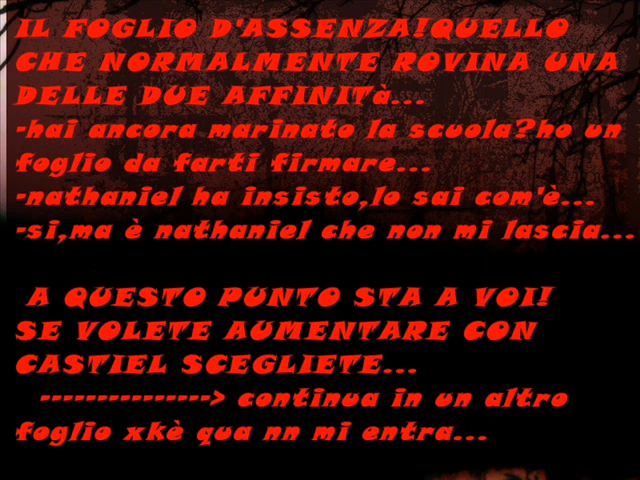 IL FOGLIO D'ASSENZA!QUELLO
CHE NORMALMENTE ROVINA UNA
DELLE DUE AFFINITà...
-hai ancora marinato la scuola?ho un
foglio da farti firmare...
-nathaniel ha insisto,lo sai com'è...
-si,ma è nathaniel che non mi lascia...
A QUESTO PUNTO STA A VOI!
SE VOLETE AUMENTARE CON
CASTIEL SCEGLIETE...
---------------> continua in un altro
foglio xkè qua nn mi entra...